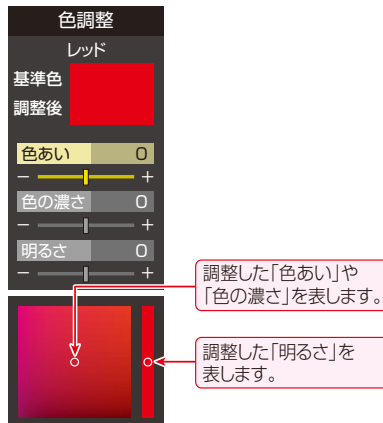 色調整
レッド
基準色
調整後
色あい 0
− +
色の濃さ 0
− +
明るさ 0
− +
調整した「色あい」や
「色の濃さ」を表します。
調整した「明るさ」を
表します。